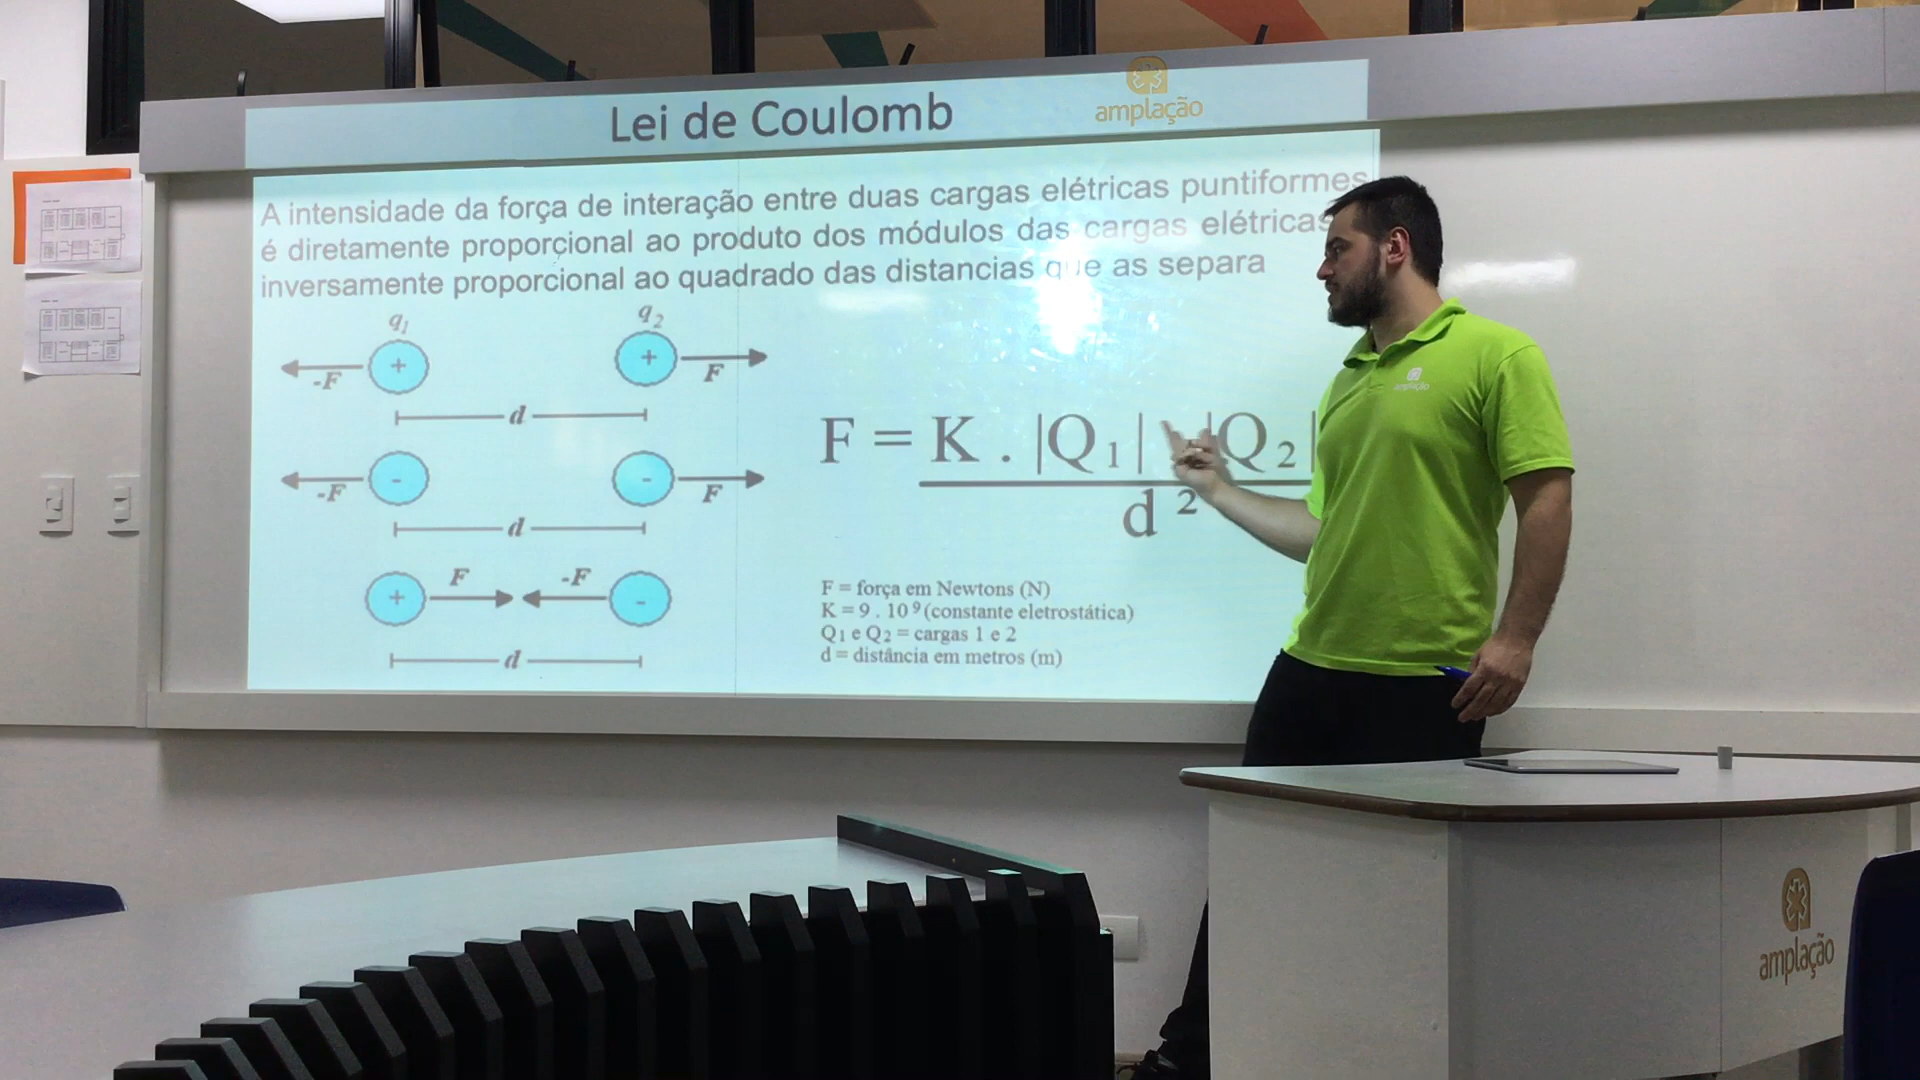 Lei de Coulomb
amplação
A intensidade da força de interação entre duas cargas elétricas puntiformes
é diretamente proporcional ao produto dos módulos das cargas elétricas
inversamente proporcional ao quadrado das distancias que as separa
q1 q2
-F + + F
d
-F - - F
d
+ F -F -
d
F = K . |Q1| . |Q2|
d²
F = força em Newtons (N)
K = 9 . 10⁹ (constante eletrostática)
Q1 e Q2 = cargas 1 e 2
d = distância em metros (m)
amplação
amplação